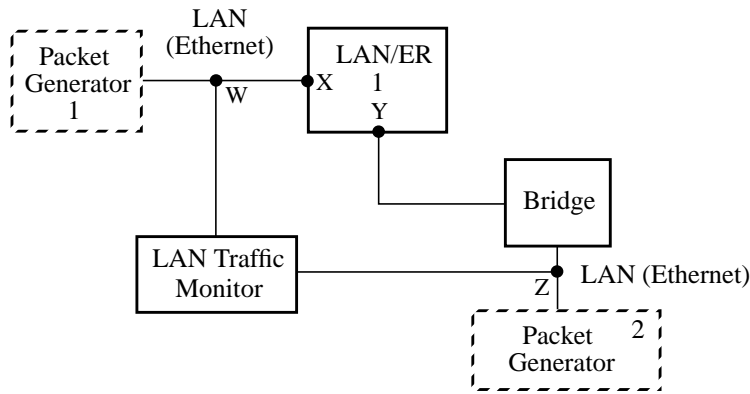 LAN
(Ethernet)
Packet
Generator
1
W
X
LAN/ER
1
Y
Bridge
LAN Traffic
Monitor
Z
LAN (Ethernet)
Packet
Generator
2